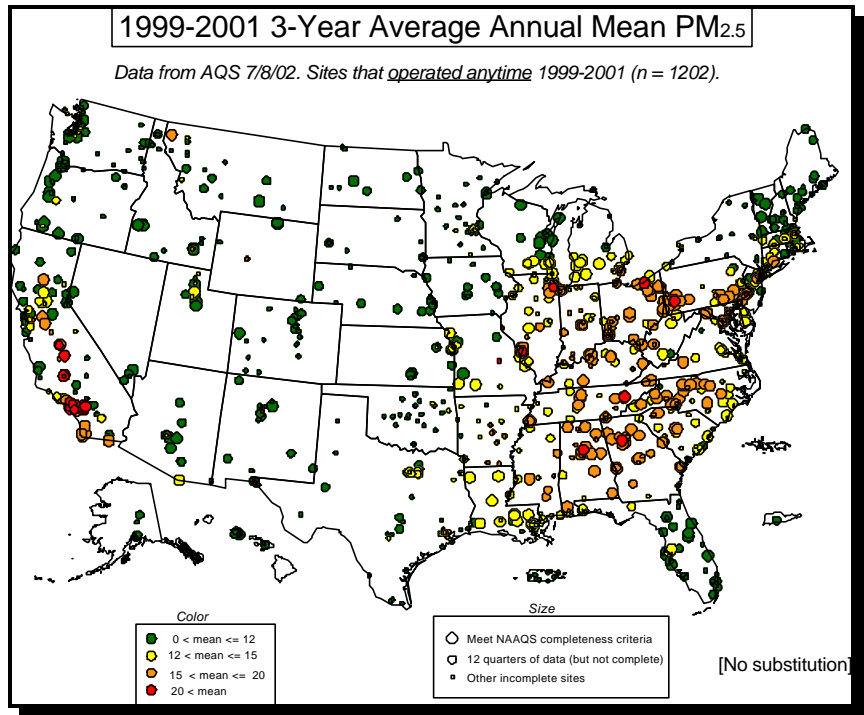 1999-2001 3-Year Average Annual Mean PM2.5
Data from AQS 7/8/02. Sites that operated anytime 1999-2001 (n = 1202).
Color
0 < mean <= 12
12 < mean <= 15
15 < mean <= 20
20 < mean
Size
Meet NAAQS completeness criteria
12 quarters of data (but not complete)
Other incomplete sites
[No substitution]